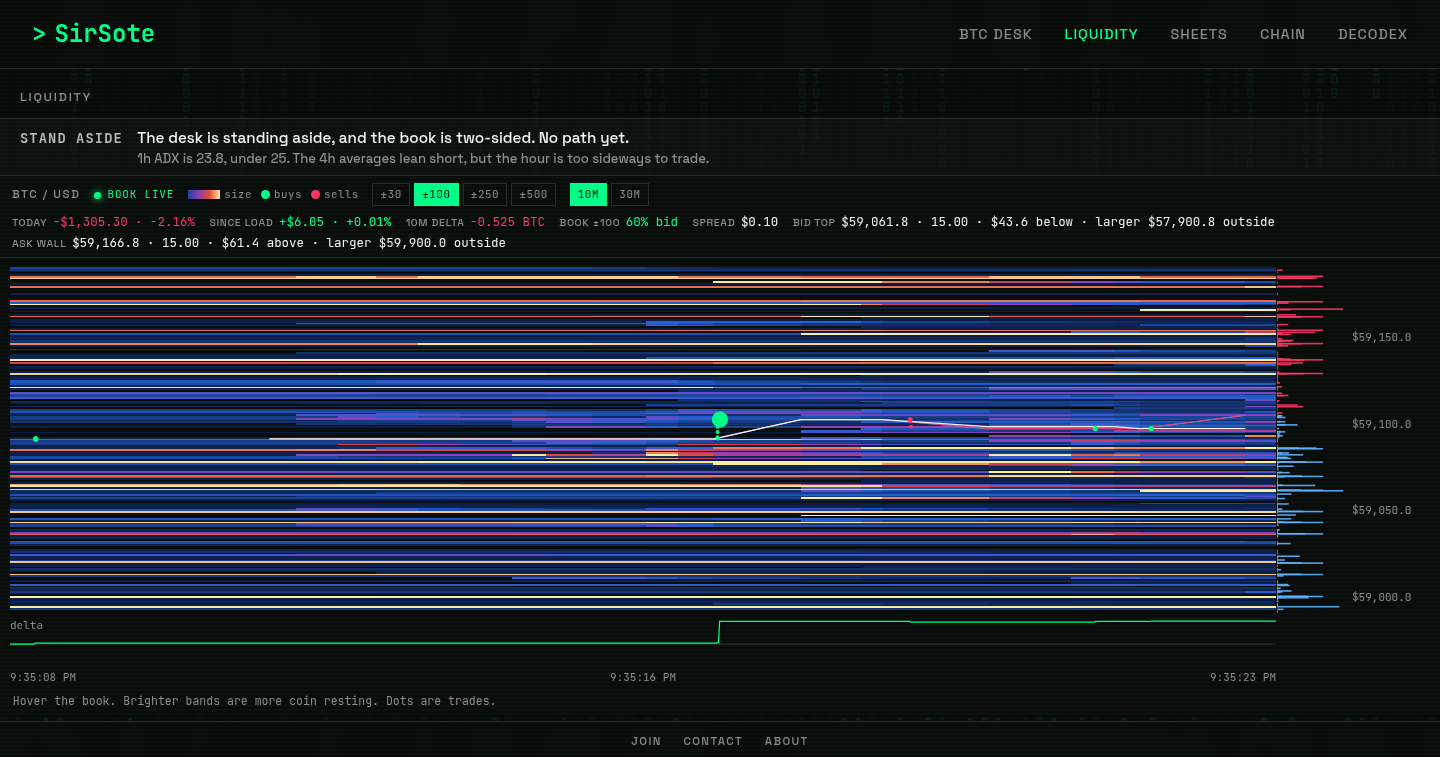 > SirSote
BTC DESK LIQUIDITY SHEETS CHAIN DECODEX
LIQUIDITY
STAND ASIDE The desk is standing aside, and the book is two-sided. No path yet.
1h ADX is 23.8, under 25. The 4h averages lean short, but the hour is too sideways to trade.
BTC / USD BOOK LIVE size buys sells ±30 ±100 ±250 ±500 10M 30M
TODAY -$1,305.30 · -2.16% SINCE LOAD +$6.05 · +0.01% 10M DELTA -0.525 BTC BOOK ±100 60% bid SPREAD $0.10 BID TOP $59,061.8 · 15.00 · $43.6 below · larger $57,900.8 outside
ASK WALL $59,166.8 · 15.00 · $61.4 above · larger $59,900.0 outside
$59,150.0
$59,100.0
$59,050.0
$59,000.0
delta
9:35:08 PM 9:35:16 PM 9:35:23 PM
Hover the book. Brighter bands are more coin resting. Dots are trades.
JOIN CONTACT ABOUT